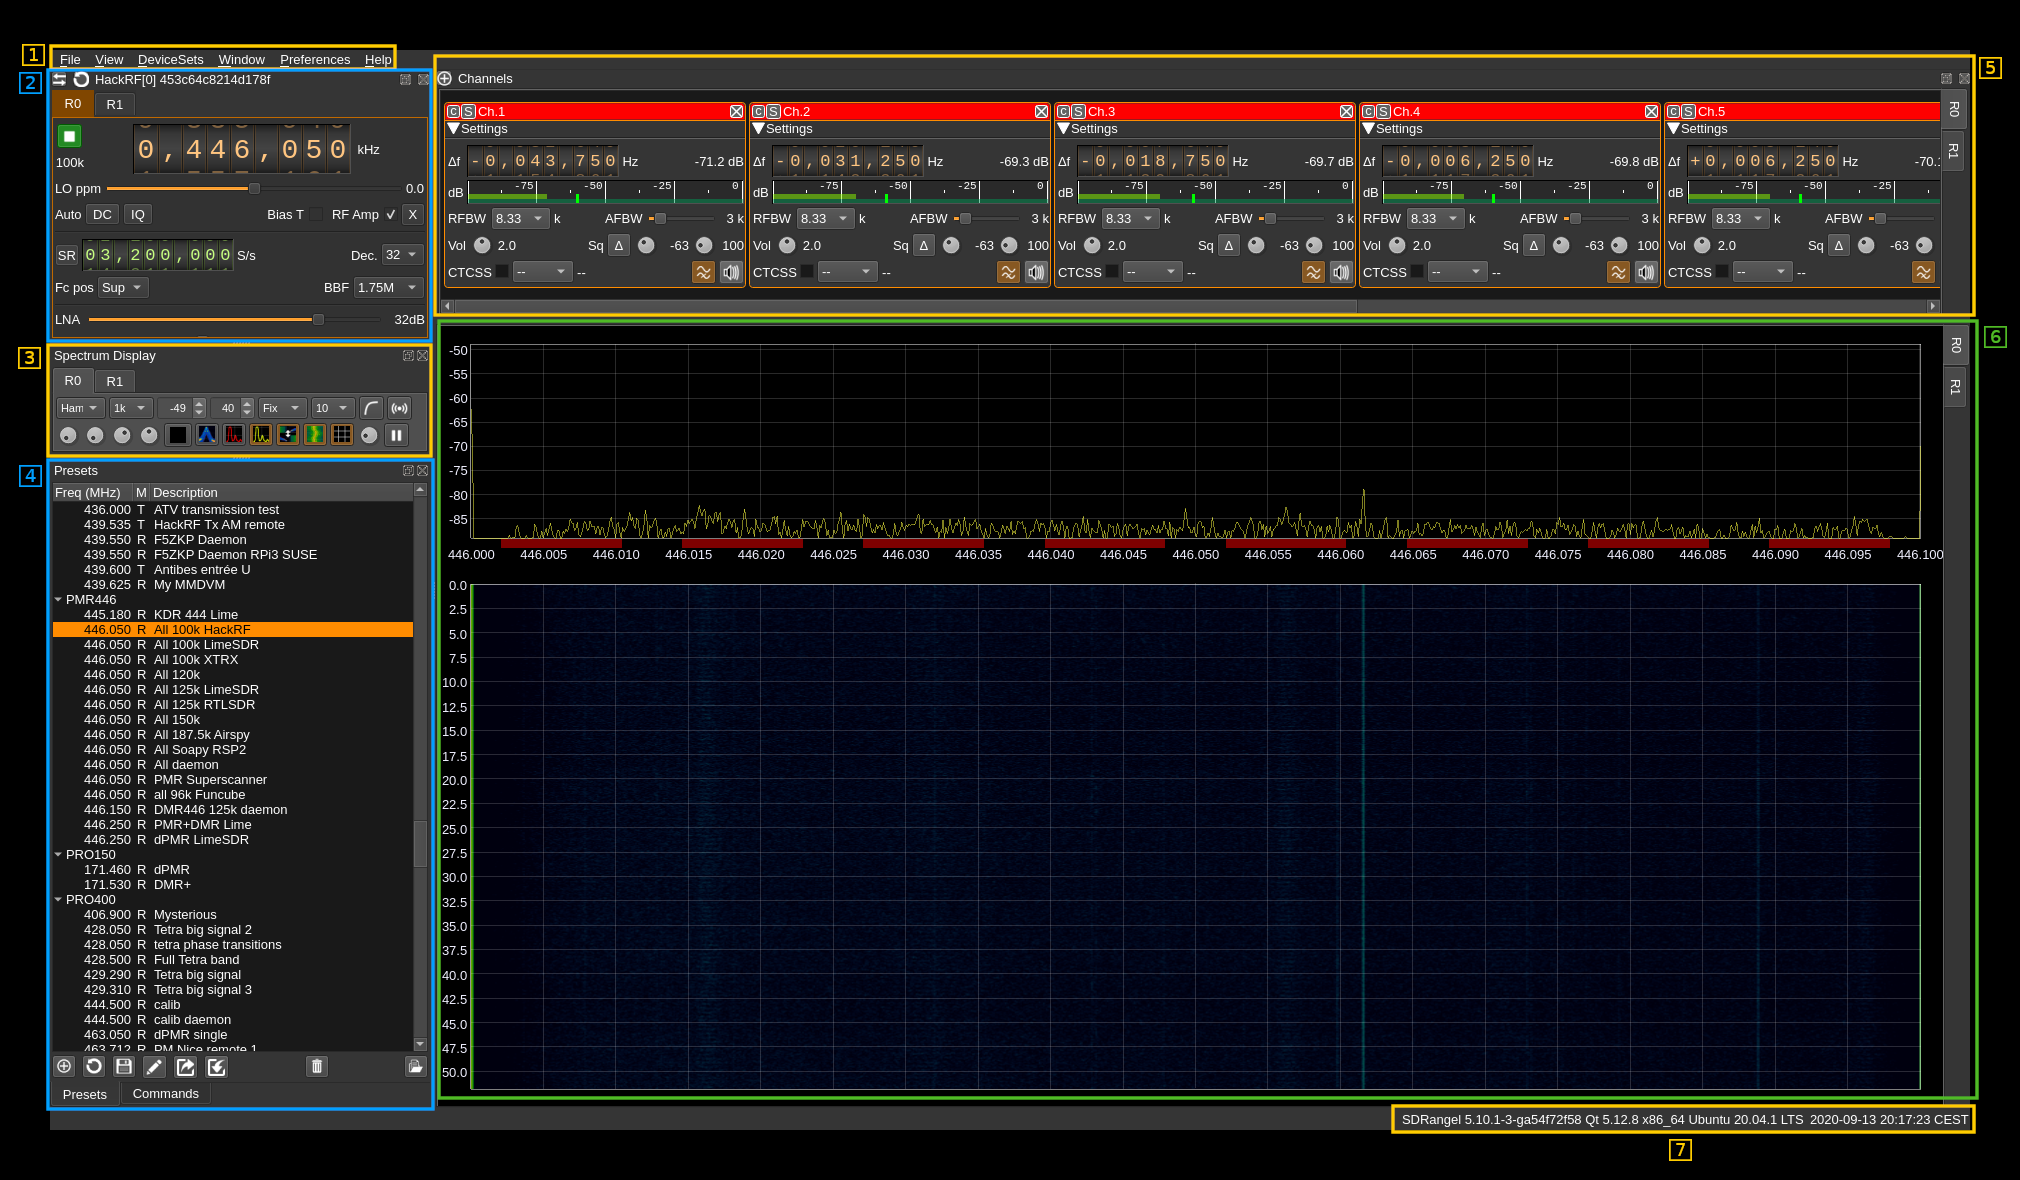 1
File View DeviceSets Window Preferences Help
2
HackRF[0] 453c64c8214d178f
R0 R1
0,446,050 kHz
100k
LO ppm 0.0
Auto DC IQ Bias T RF Amp X
SR 03,200,000 S/s Dec. 32
Fc pos Sup BBF 1.75M
LNA 32dB
3
Spectrum Display
R0 R1
Ham 1k -49 40 Fix 10
4
Presets
Freq (MHz) M Description
436.000 T ATV transmission test
439.535 T HackRF Tx AM remote
439.550 R F5ZKP Daemon
439.550 R F5ZKP Daemon RPi3 SUSE
439.600 T Antibes entrée U
439.625 R My MMDVM
PMR446
445.180 R KDR 444 Lime
446.050 R All 100k HackRF
446.050 R All 100k LimeSDR
446.050 R All 100k XTRX
446.050 R All 120k
446.050 R All 125k LimeSDR
446.050 R All 125k RTLSDR
446.050 R All 150k
446.050 R All 187.5k Airspy
446.050 R All Soapy RSP2
446.050 R All daemon
446.050 R PMR Superscanner
446.050 R all 96k Funcube
446.150 R DMR446 125k daemon
446.250 R PMR+DMR Lime
446.250 R dPMR LimeSDR
PRO150
171.460 R dPMR
171.530 R DMR+
PRO400
406.900 R Mysterious
428.050 R Tetra big signal 2
428.050 R tetra phase transitions
428.500 R Full Tetra band
429.290 R Tetra big signal
429.310 R Tetra big signal 3
444.500 R calib
444.500 R calib daemon
463.050 R dPMR single
463.712 R PM Nice remote 1
Presets Commands
5
Channels
R0
R1
C S Ch.1
Settings
Δf -0,043,750 Hz -71.2 dB
dB -75 -50 -25 0
RFBW 8.33 k AFBW 3 k
Vol 2.0 Sq Δ -63 100
CTCSS -- --
C S Ch.2
Settings
Δf -0,031,250 Hz -69.3 dB
dB -75 -50 -25 0
RFBW 8.33 k AFBW 3 k
Vol 2.0 Sq Δ -63 100
CTCSS -- --
C S Ch.3
Settings
Δf -0,018,750 Hz -69.7 dB
dB -75 -50 -25 0
RFBW 8.33 k AFBW 3 k
Vol 2.0 Sq Δ -63 100
CTCSS -- --
C S Ch.4
Settings
Δf -0,006,250 Hz -69.8 dB
dB -75 -50 -25 0
RFBW 8.33 k AFBW 3 k
Vol 2.0 Sq Δ -63 100
CTCSS -- --
C S Ch.5
Settings
Δf +0,006,250 Hz -70.1
dB -75 -50 -25
RFBW 8.33 k AFBW
Vol 2.0 Sq Δ -63
CTCSS -- --
6
R0
R1
-50
-55
-60
-65
-70
-75
-80
-85
446.000 446.005 446.010 446.015 446.020 446.025 446.030 446.035 446.040 446.045 446.050 446.055 446.060 446.065 446.070 446.075 446.080 446.085 446.090 446.095 446.100
0.0
2.5
5.0
7.5
10.0
12.5
15.0
17.5
20.0
22.5
25.0
27.5
30.0
32.5
35.0
37.5
40.0
42.5
45.0
47.5
50.0
SDRangel 5.10.1-3-ga54f72f58 Qt 5.12.8 x86_64 Ubuntu 20.04.1 LTS 2020-09-13 20:17:23 CEST
7